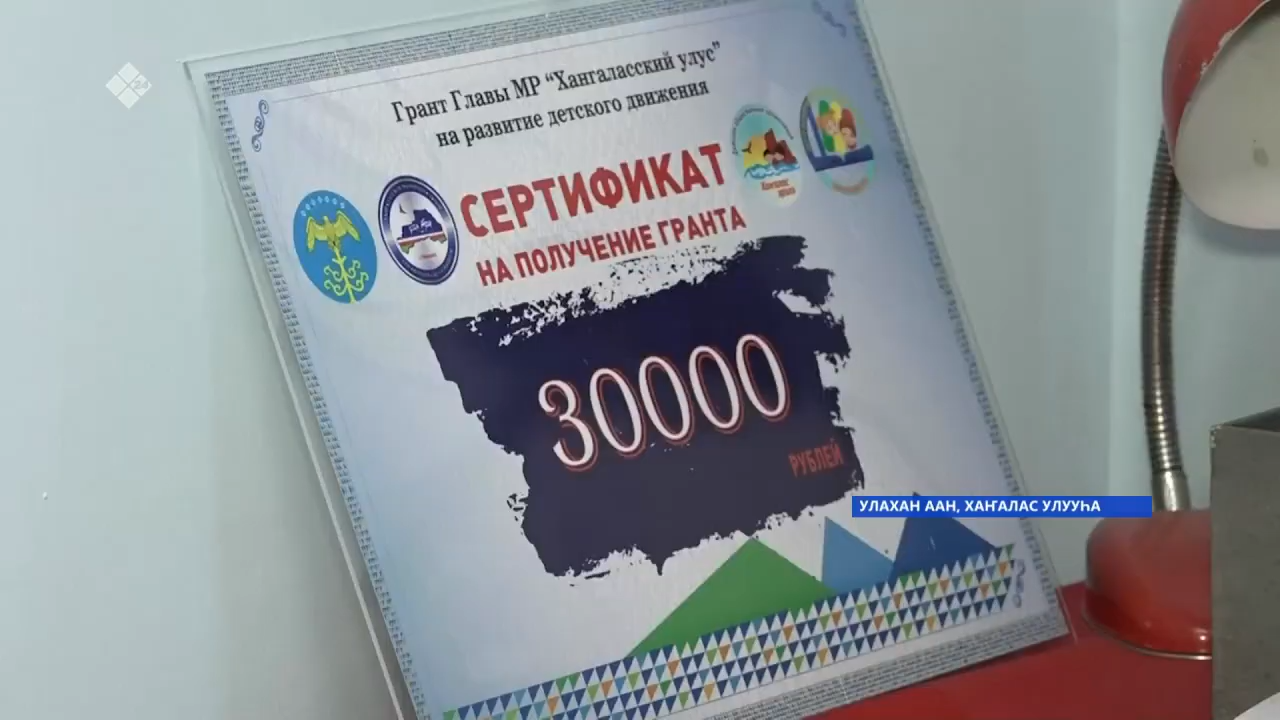 Грант Главы МР “Хангаласский улус”
на развитие детского движения
СЕРТИФИКАТ
НА ПОЛУЧЕНИЕ ГРАНТА
30000
РУБЛЕЙ
УЛАХАН ААН, ХАҤАЛАС УЛУУҺА